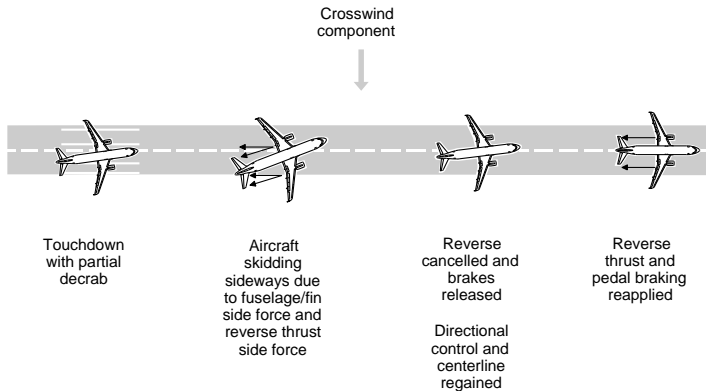 Crosswind
component
Touchdown
with partial
decrab
Aircraft
skidding
sideways due
to fuselage/fin
side force and
reverse thrust
side force
Reverse
cancelled and
brakes
released
Directional
control and
centerline
regained
Reverse
thrust and
pedal braking
reapplied